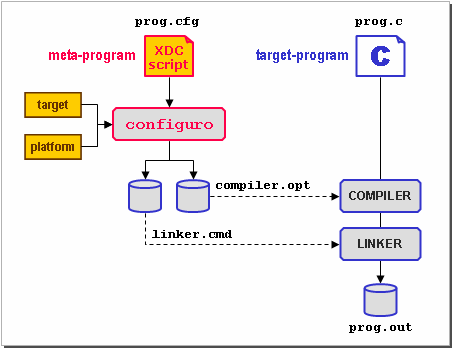 prog.cfg
prog.c
meta-program
XDC
script
target-program
C
target
configuro
platform
compiler.opt
COMPILER
linker.cmd
LINKER
prog.out